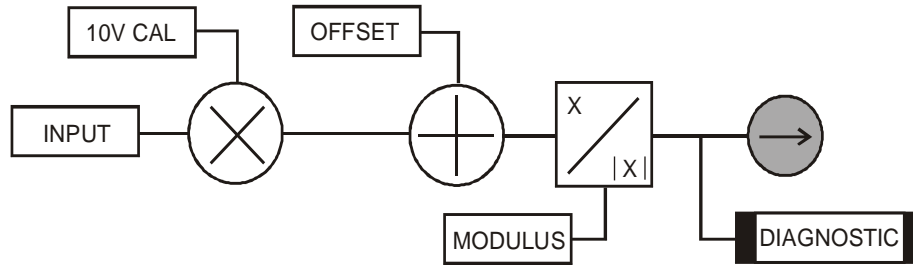 10V CAL
OFFSET
INPUT
X
|X|
MODULUS
DIAGNOSTIC